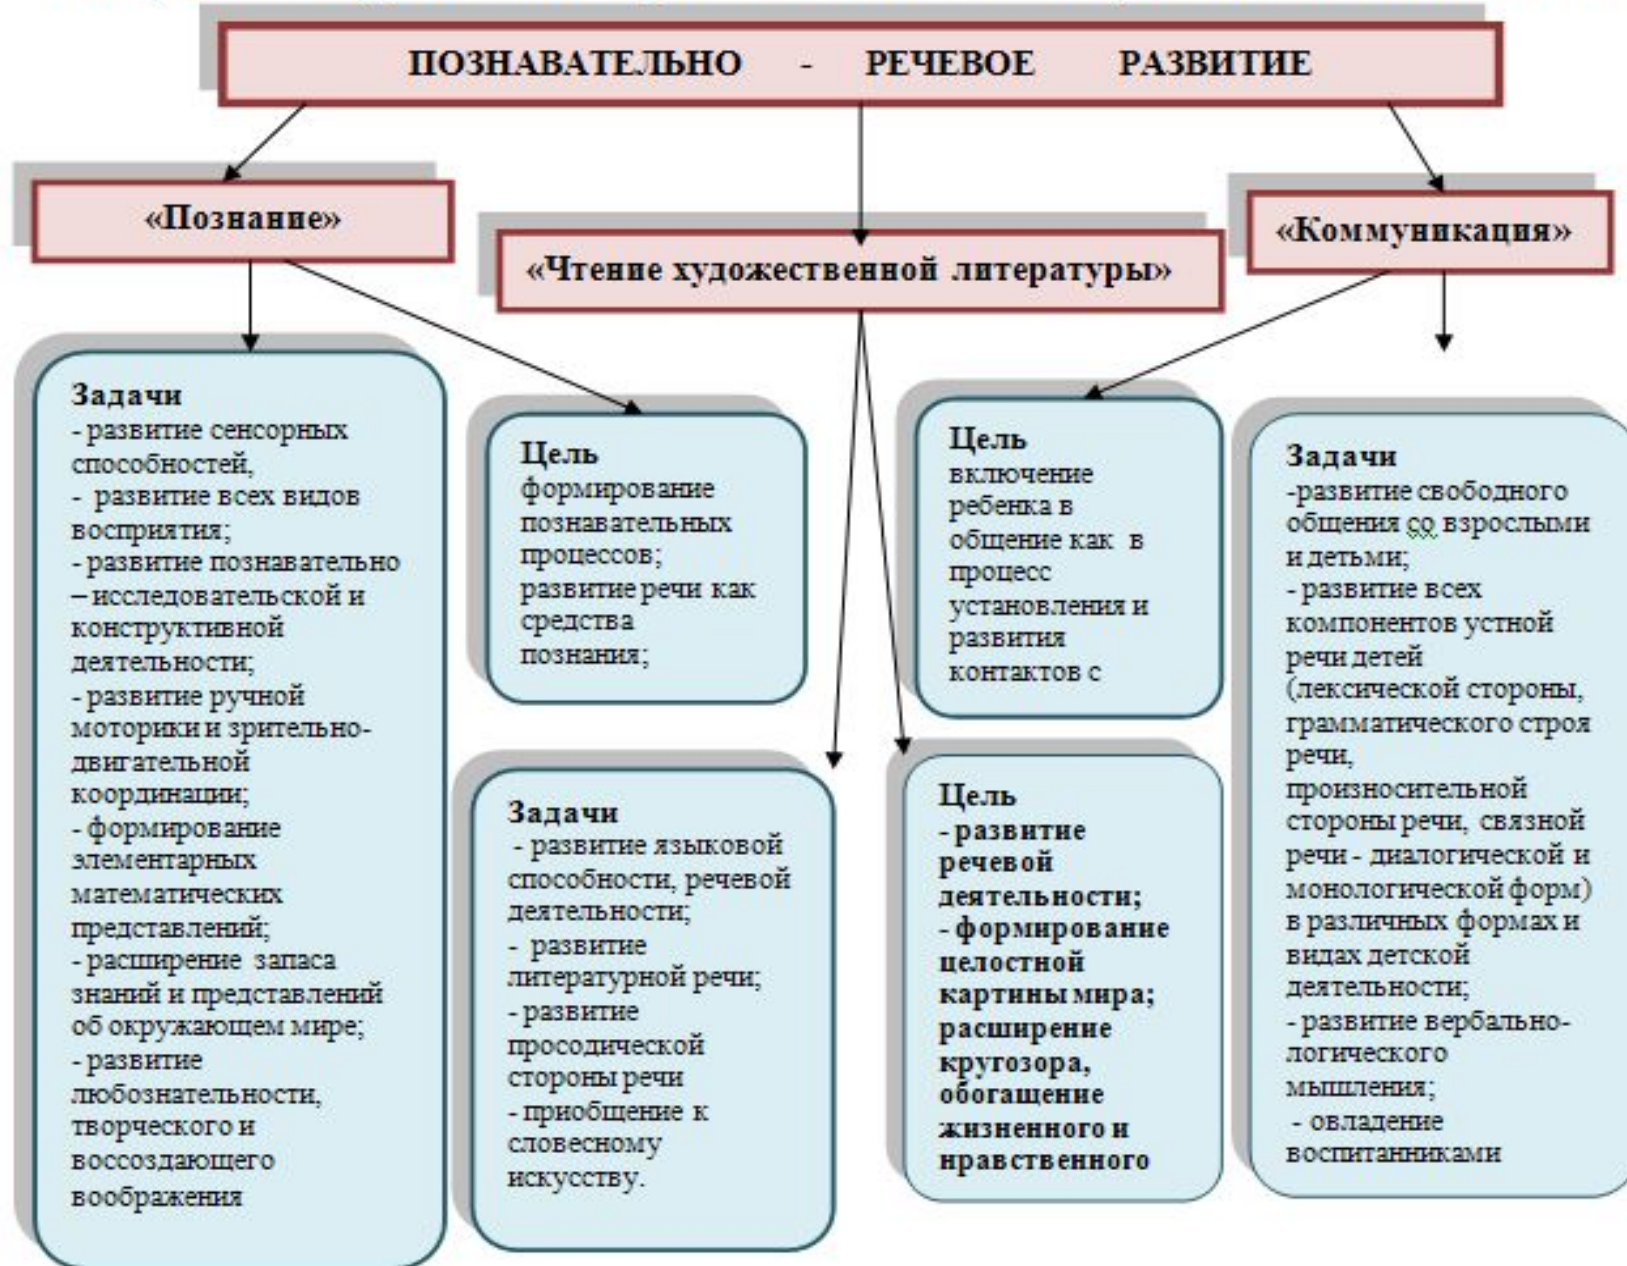 ПОЗНАВАТЕЛЬНО - РЕЧЕВОЕ РАЗВИТИЕ
«Познание»
«Чтение художественной литературы»
«Коммуникация»
Задачи
- развитие сенсорных
способностей,
- развитие всех видов
восприятия;
- развитие познавательно
– исследовательской и
конструктивной
деятельности;
- развитие ручной
моторики и зрительно-
двигательной
координации;
- формирование
элементарных
математических
представлений;
- расширение запаса
знаний и представлений
об окружающем мире;
- развитие
любознательности,
творческого и
воссоздающего
воображения
Цель
формирование
познавательных
процессов;
развитие речи как
средства
познания;
Цель
включение
ребенка в
общение как в
процесс
установления и
развития
контактов с
Задачи
-развитие свободного
общения со взрослыми
и детьми;
- развитие всех
компонентов устной
речи детей
(лексической стороны,
грамматического строя
речи,
произносительной
стороны речи, связной
речи - диалогической и
монологической форм)
в различных формах и
видах детской
деятельности;
- развитие вербально-
логического
мышления;
- овладение
воспитанниками
Задачи
- развитие языковой
способности, речевой
деятельности;
- развитие
литературной речи;
- развитие
просодической
стороны речи
- приобщение к
словесному
искусству.
Цель
- развитие
речевой
деятельности;
- формирование
целостной
картины мира;
расширение
кругозора,
обогащение
жизненного и
нравственного